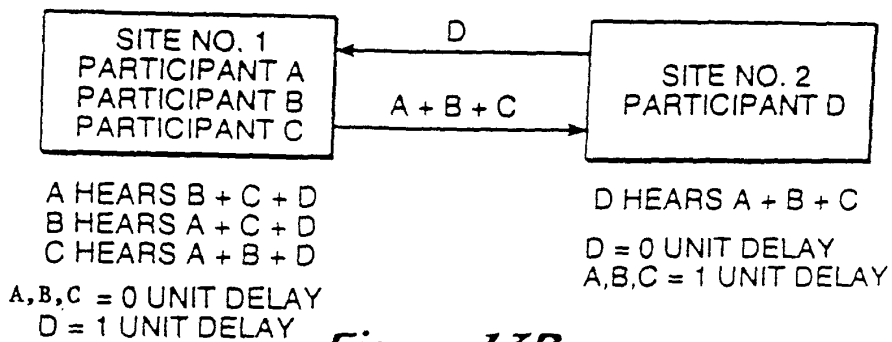 SITE NO. 1
PARTICIPANT A
PARTICIPANT B
PARTICIPANT C
D
A + B + C
SITE NO. 2
PARTICIPANT D
A HEARS B + C + D
B HEARS A + C + D
C HEARS A + B + D
A,B,C = 0 UNIT DELAY
D = 1 UNIT DELAY
D HEARS A + B + C
D = 0 UNIT DELAY
A,B,C = 1 UNIT DELAY